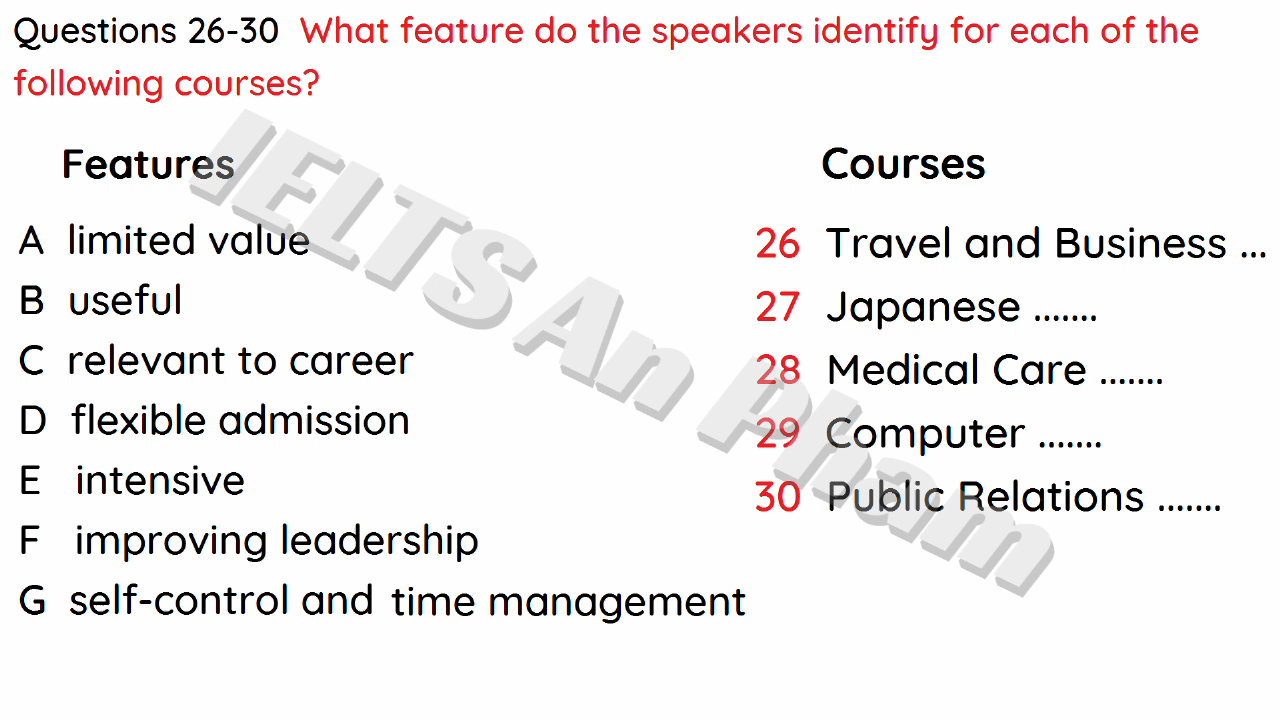 Questions 26-30 What feature do the speakers identify for each of the
following courses?
Features
A limited value
B useful
C relevant to career
D flexible admission
E intensive
F improving leadership
G self-control and time management
Courses
26 Travel and Business ...
27 Japanese .......
28 Medical Care .......
29 Computer .......
30 Public Relations .......
IELTS An Pham